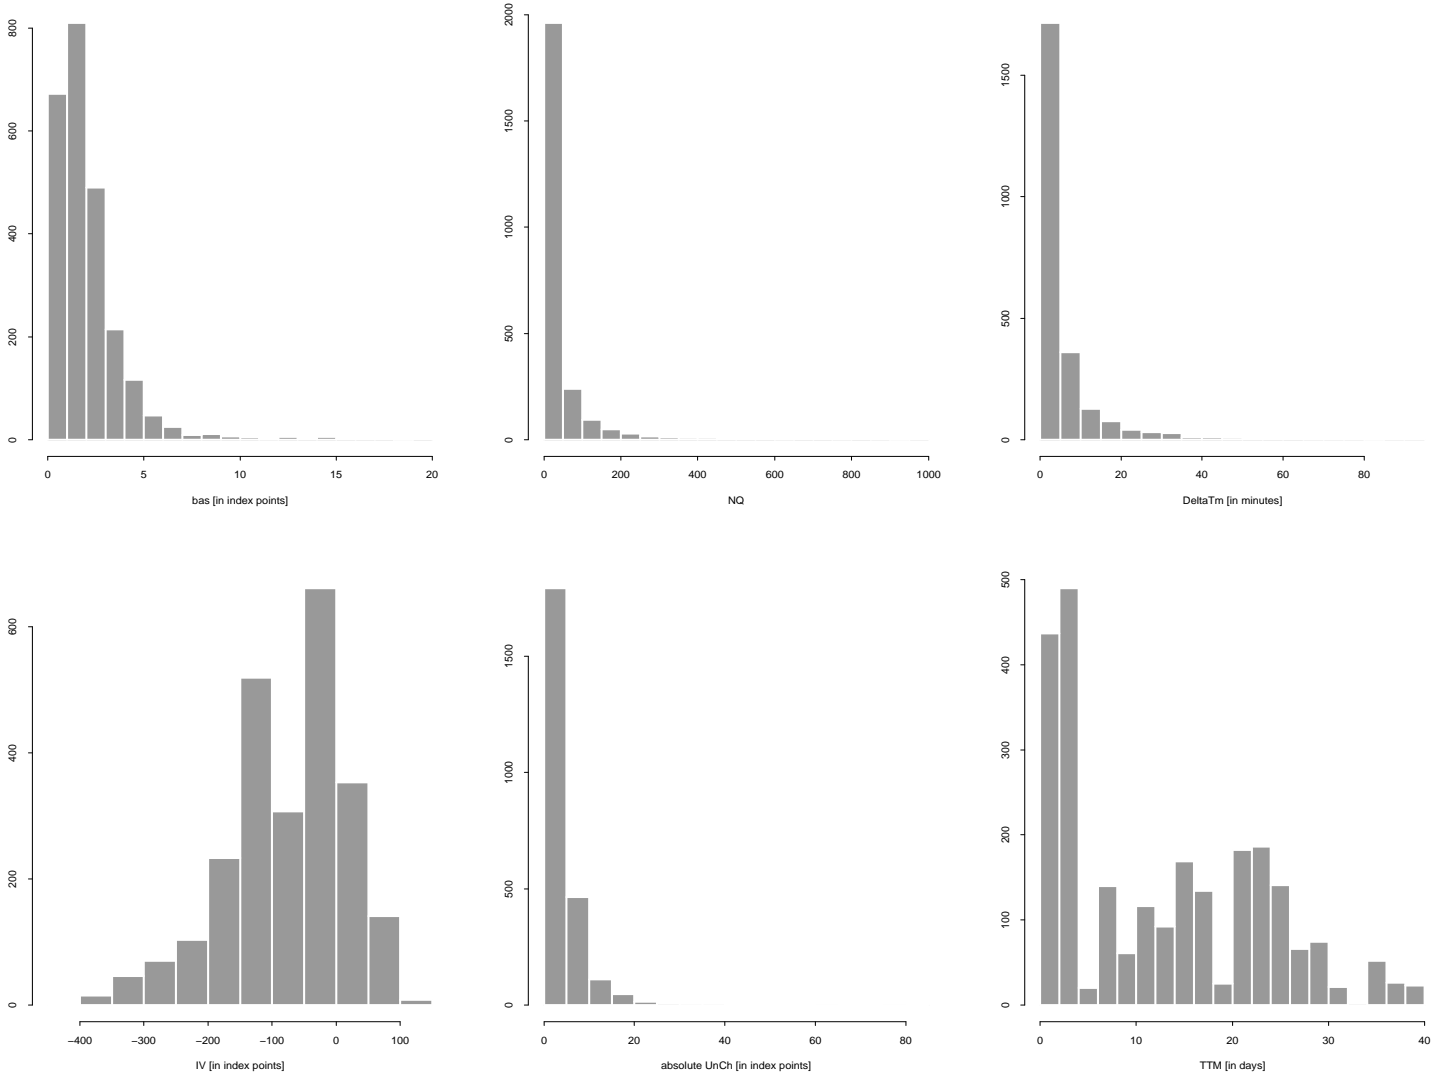 800
600
400
200
0
0 5 10 15 20
bas [in index points]
2000
1500
1000
500
0
0 200 400 600 800 1000
NQ
1500
1000
500
0
0 20 40 60 80
DeltaTm [in minutes]
600
400
200
0
−400 −300 −200 −100 0 100
IV [in index points]
1500
1000
500
0
0 20 40 60 80
absolute UnCh [in index points]
500
400
300
200
100
0
0 10 20 30 40
TTM [in days]